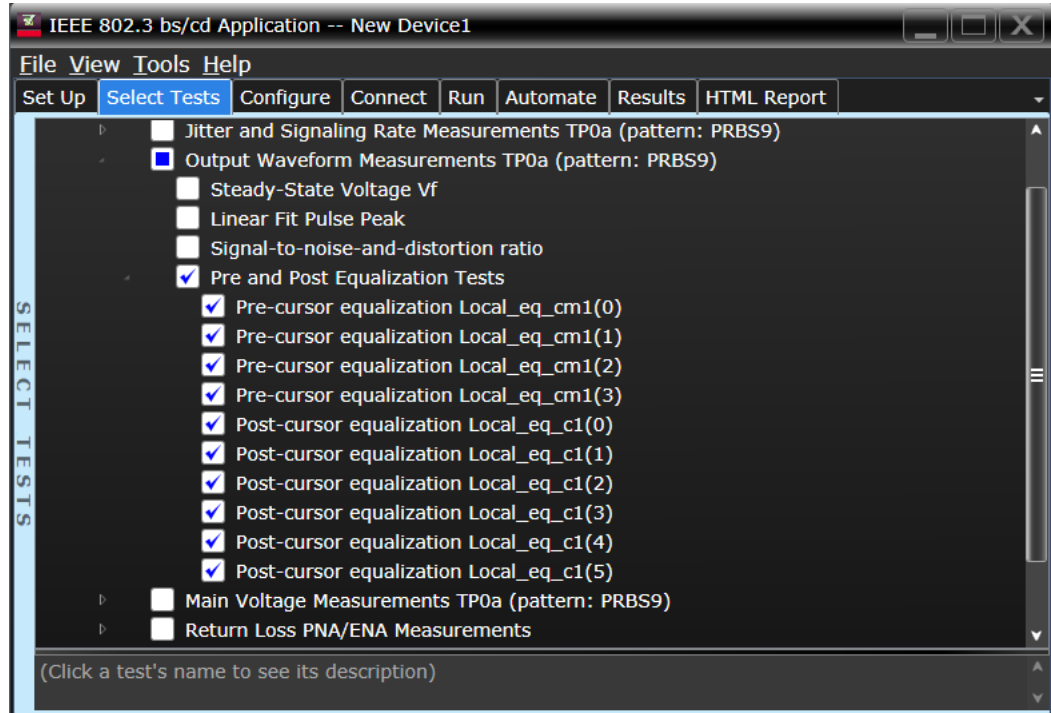 IEEE 802.3 bs/cd Application -- New Device1
File View Tools Help
Set Up Select Tests Configure Connect Run Automate Results HTML Report
Jitter and Signaling Rate Measurements TP0a (pattern: PRBS9)
Output Waveform Measurements TP0a (pattern: PRBS9)
Steady-State Voltage Vf
Linear Fit Pulse Peak
Signal-to-noise-and-distortion ratio
Pre and Post Equalization Tests
Pre-cursor equalization Local_eq_cm1(0)
Pre-cursor equalization Local_eq_cm1(1)
Pre-cursor equalization Local_eq_cm1(2)
Pre-cursor equalization Local_eq_cm1(3)
Post-cursor equalization Local_eq_c1(0)
Post-cursor equalization Local_eq_c1(1)
Post-cursor equalization Local_eq_c1(2)
Post-cursor equalization Local_eq_c1(3)
Post-cursor equalization Local_eq_c1(4)
Post-cursor equalization Local_eq_c1(5)
Main Voltage Measurements TP0a (pattern: PRBS9)
Return Loss PNA/ENA Measurements
SELECT TESTS
(Click a test's name to see its description)